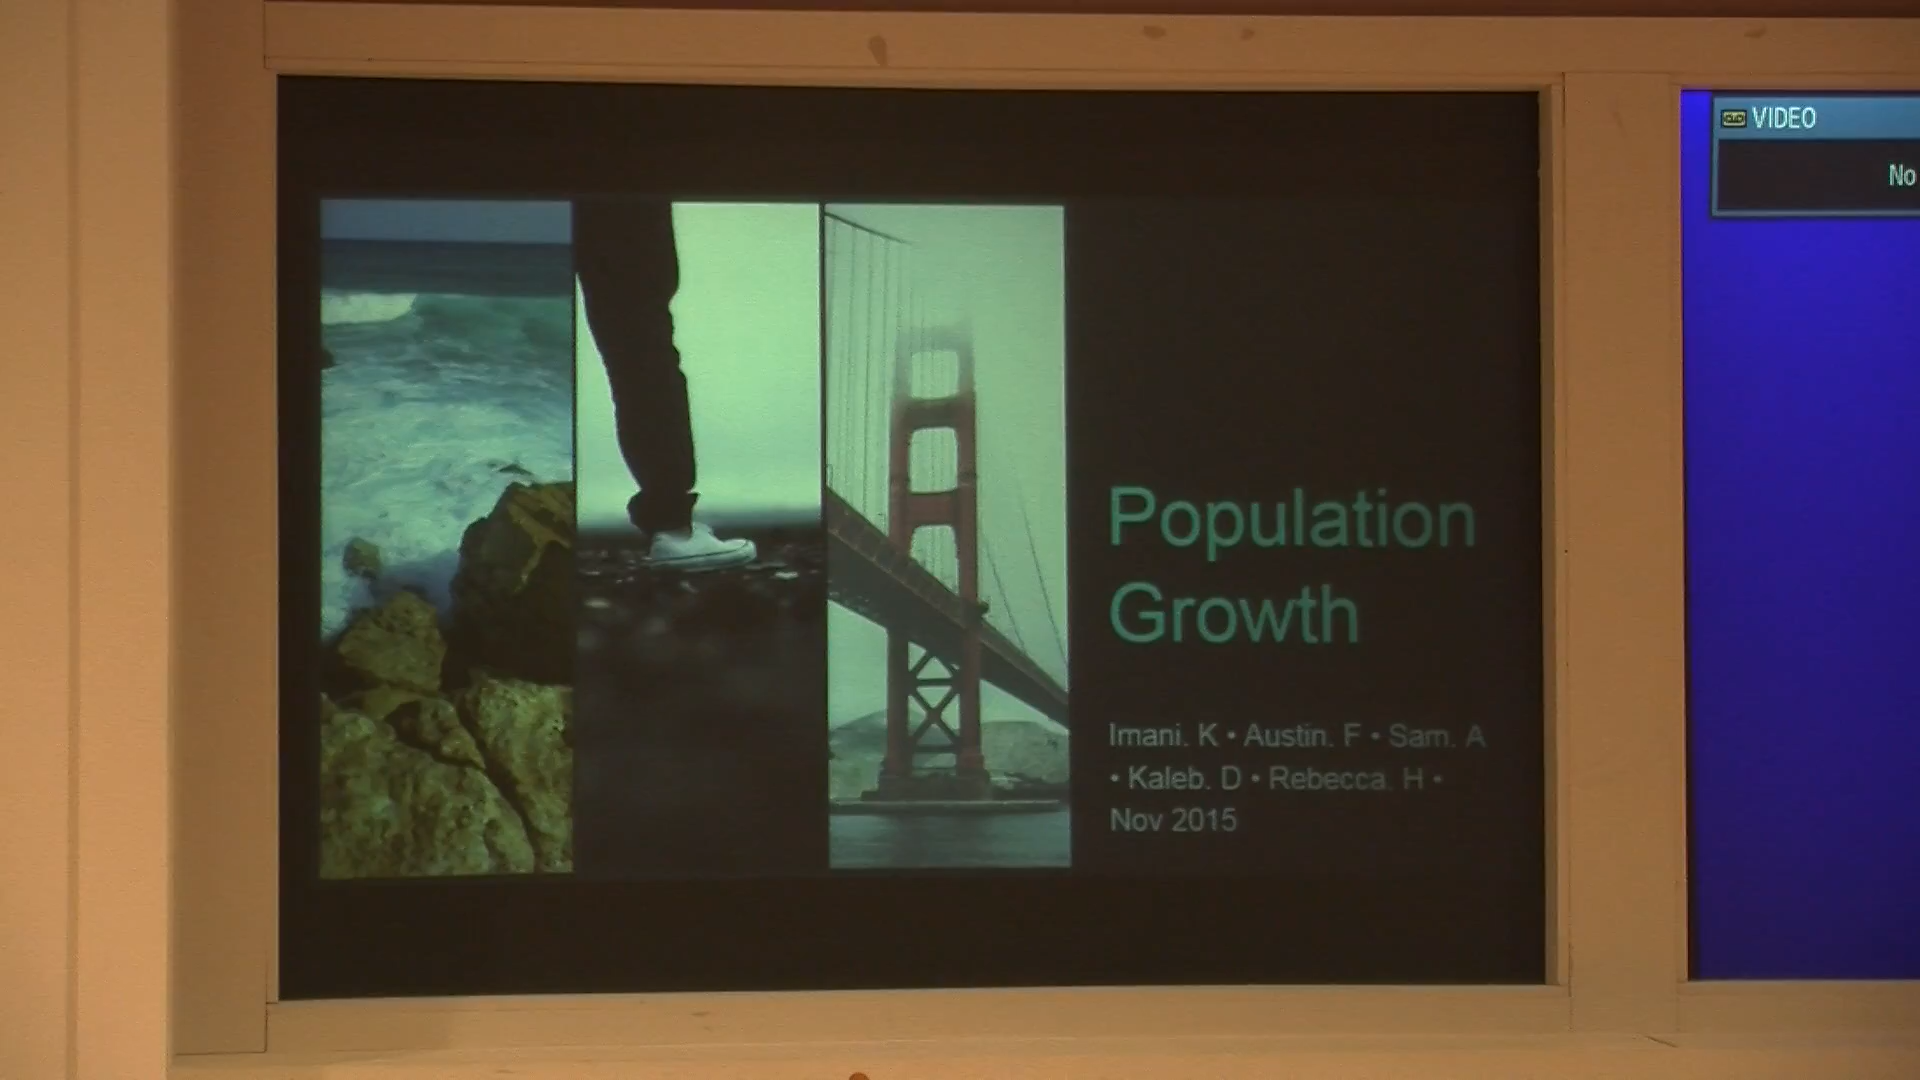 Population
Growth
Imani. K • Austin. F • Sam. A
• Kaleb. D • Rebecca. H •
Nov 2015
VIDEO
No